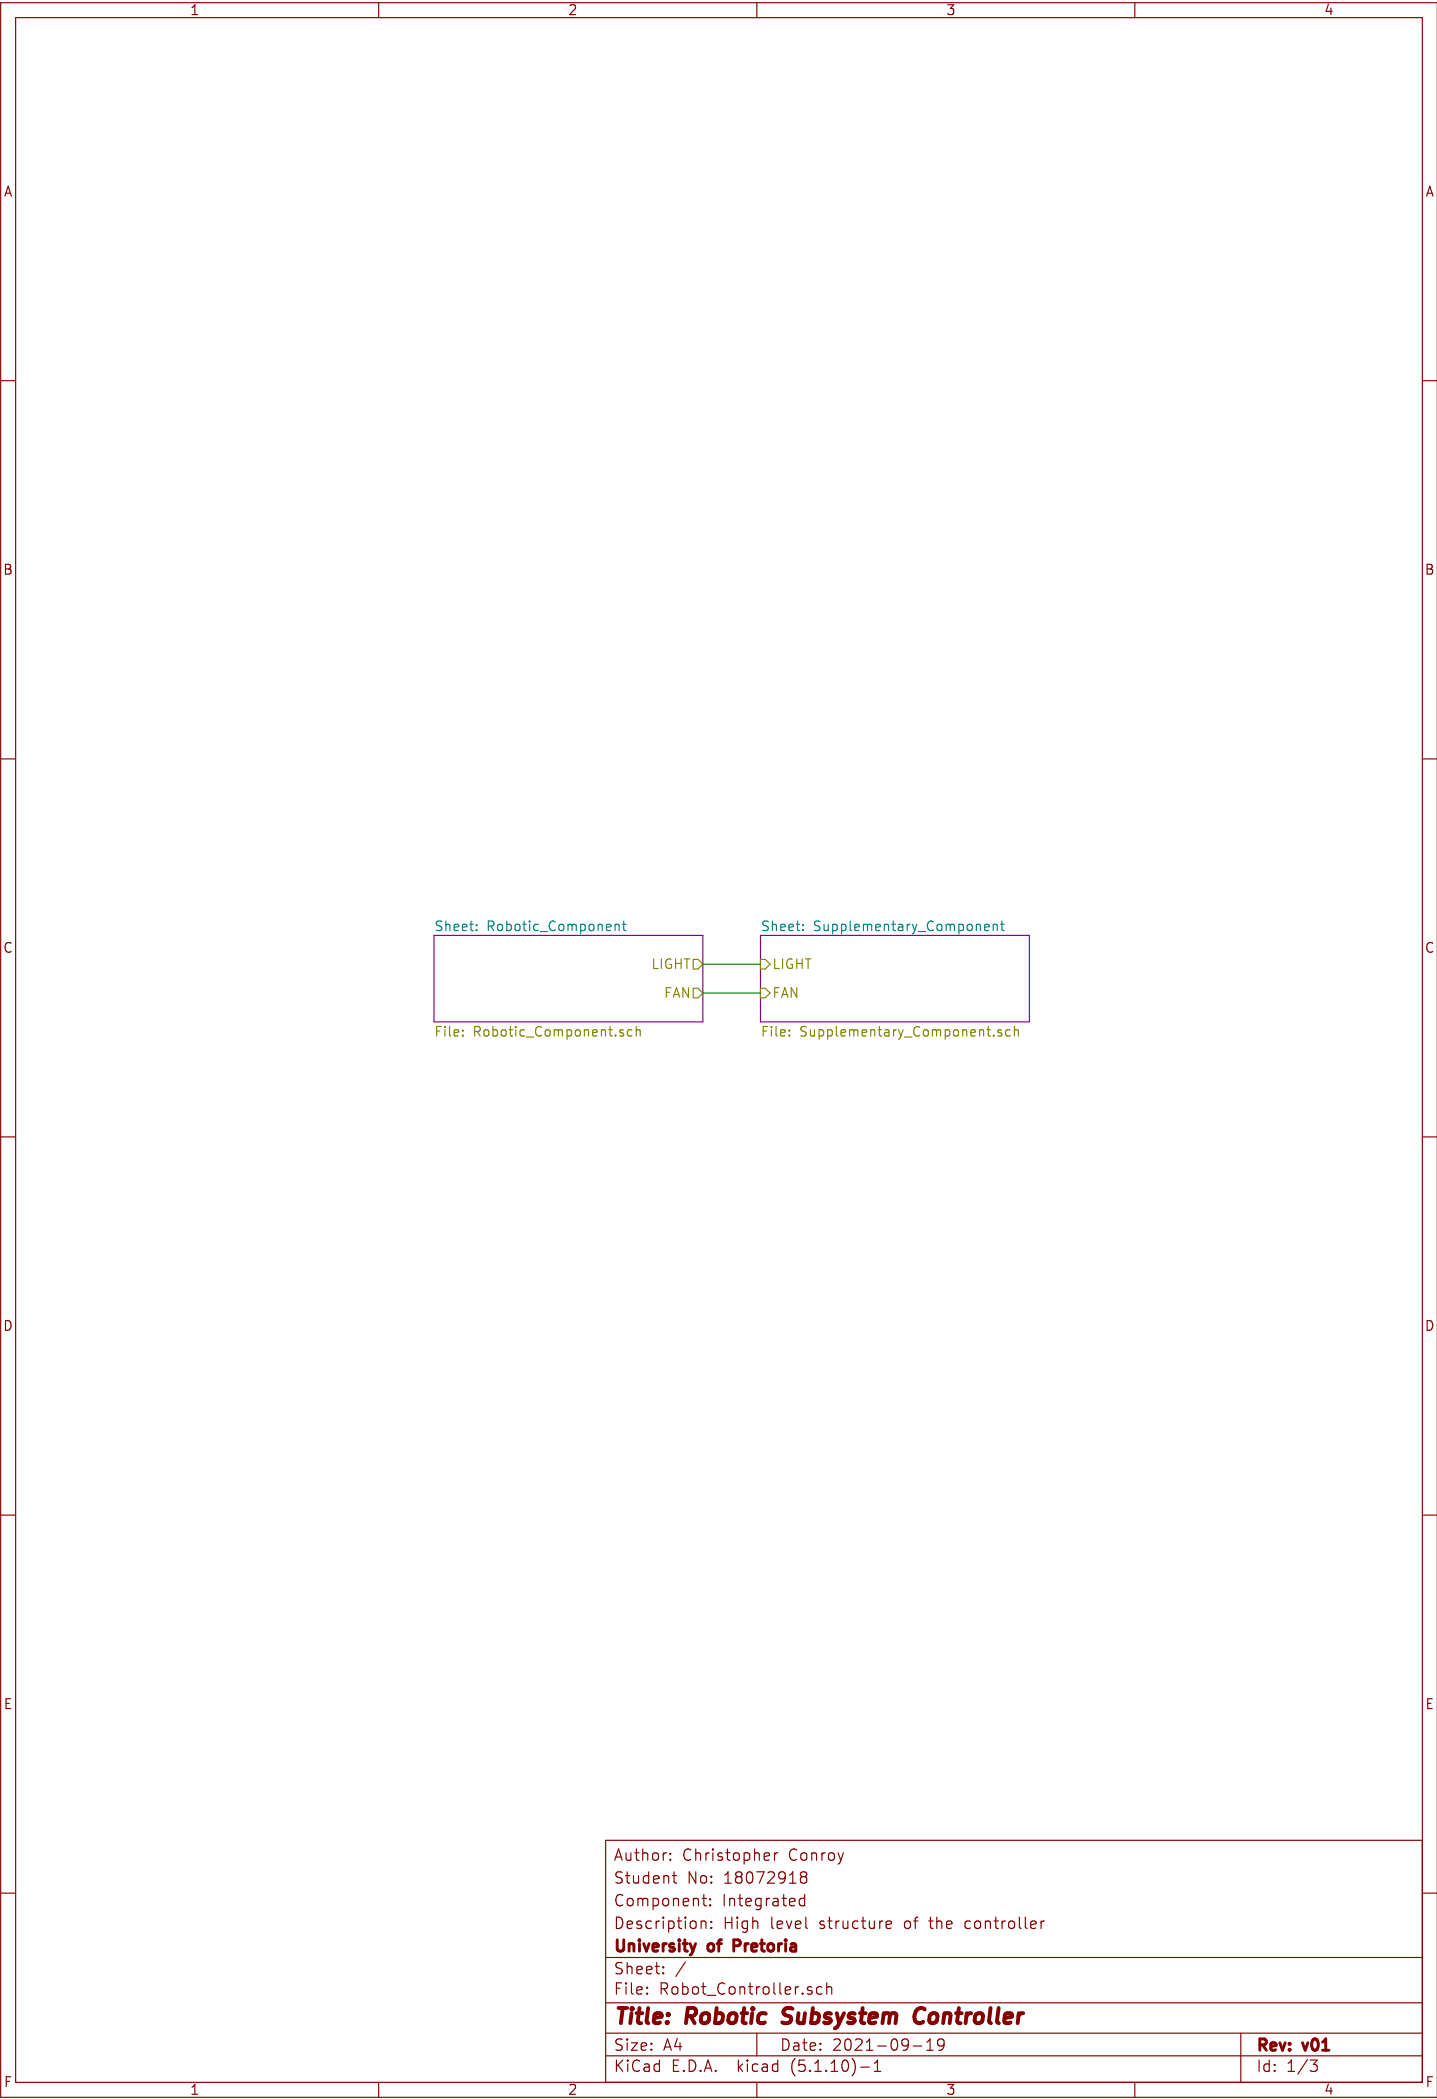 1 2 3 4
A A
B B
Sheet: Robotic_Component Sheet: Supplementary_Component
C C
LIGHT LIGHT
FAN FAN
File: Robotic_Component.sch File: Supplementary_Component.sch
D D
E E
Author: Christopher Conroy
Student No: 18072918
Component: Integrated
Description: High level structure of the controller
University of Pretoria
Sheet: /
File: Robot_Controller.sch
Title: Robotic Subsystem Controller
Size: A4 Date: 2021-09-19 Rev: v01
KiCad E.D.A. kicad (5.1.10)-1 Id: 1/3
F F
1 2 3 4